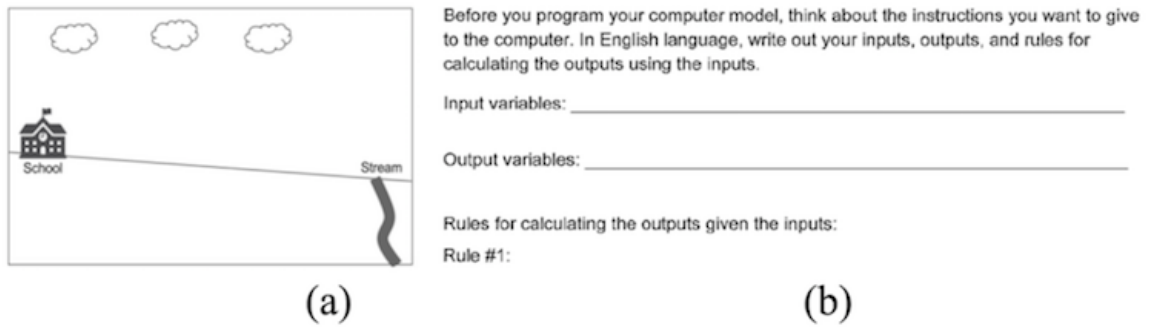 School
Stream
(a)
Before you program your computer model, think about the instructions you want to give
to the computer. In English language, write out your inputs, outputs, and rules for
calculating the outputs using the inputs.
Input variables:
Output variables:
Rules for calculating the outputs given the inputs:
Rule #1:
(b)